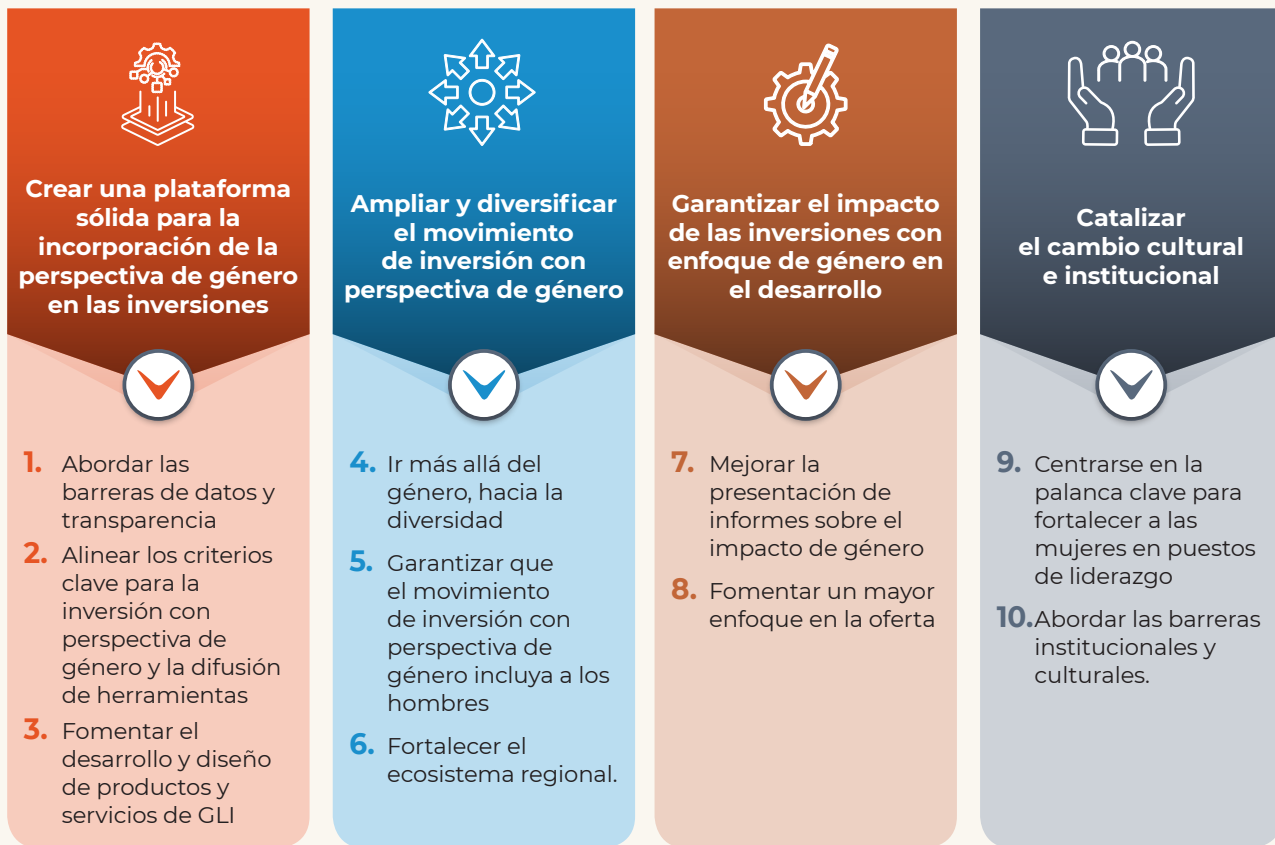 Crear una plataforma
sólida para la
incorporación de la
perspectiva de género
en las inversiones
1. Abordar las
barreras de datos y
transparencia
2. Alinear los criterios
clave para la
inversión con
perspectiva de
género y la difusión
de herramientas
3. Fomentar el
desarrollo y diseño
de productos y
servicios de GLI
Ampliar y diversificar
el movimiento
de inversión con
perspectiva de género
4. Ir más allá del
género, hacia la
diversidad
5. Garantizar que
el movimiento
de inversión con
perspectiva de
género incluya a los
hombres
6. Fortalecer el
ecosistema regional.
Garantizar el impacto
de las inversiones con
enfoque de género en
el desarrollo
7. Mejorar la
presentación de
informes sobre el
impacto de género
8. Fomentar un mayor
enfoque en la oferta
Catalizar
el cambio cultural
e institucional
9. Centrarse en la
palanca clave para
fortalecer a las
mujeres en puestos
de liderazgo
10. Abordar las barreras
institucionales y
culturales.